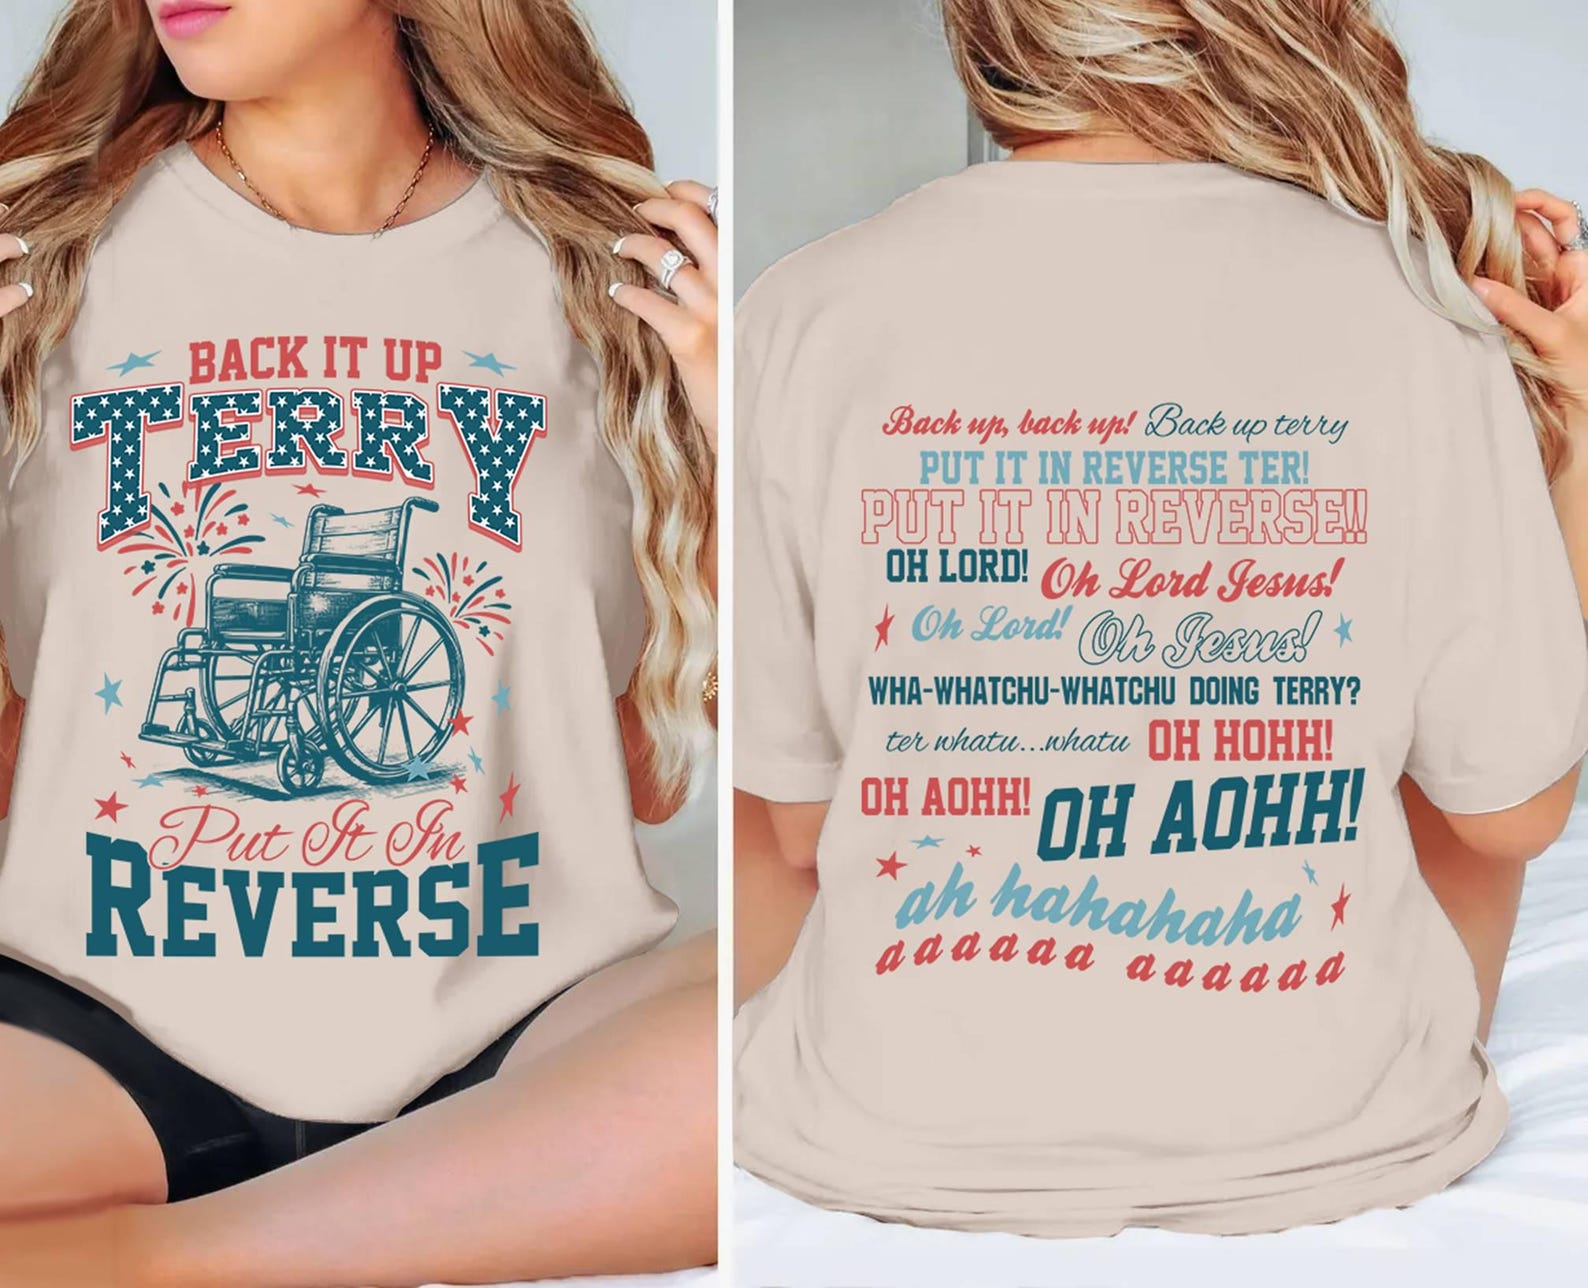 BACK IT UP
TERRY
Put It In
REVERSE
Back up, back up! Back up terry
PUT IT IN REVERSE TER!
PUT IT IN REVERSE!!
OH LORD! Oh Lord Jesus!
Oh Lord! Oh Jesus!
WHA-WHATCHU-WHATCHU DOING TERRY?
ter whatu...whatu OH HOHH!
OH AOHH! OH AOHH!
ah hahahahaha
aaaaaa aaaaaa